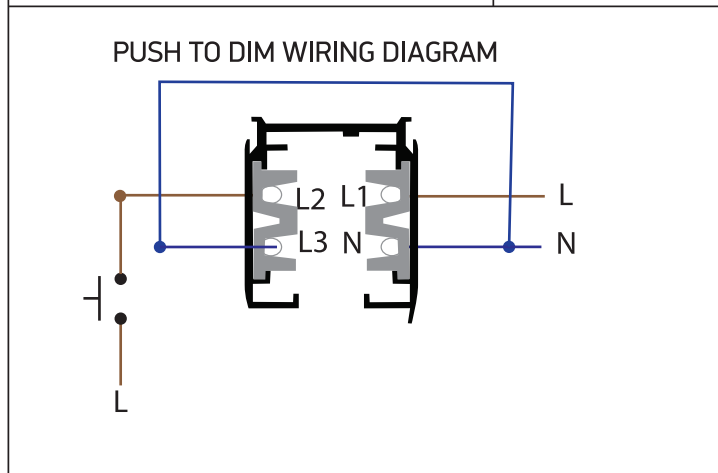 PUSH TO DIM WIRING DIAGRAM
L2 L1 L
L3 N N
L